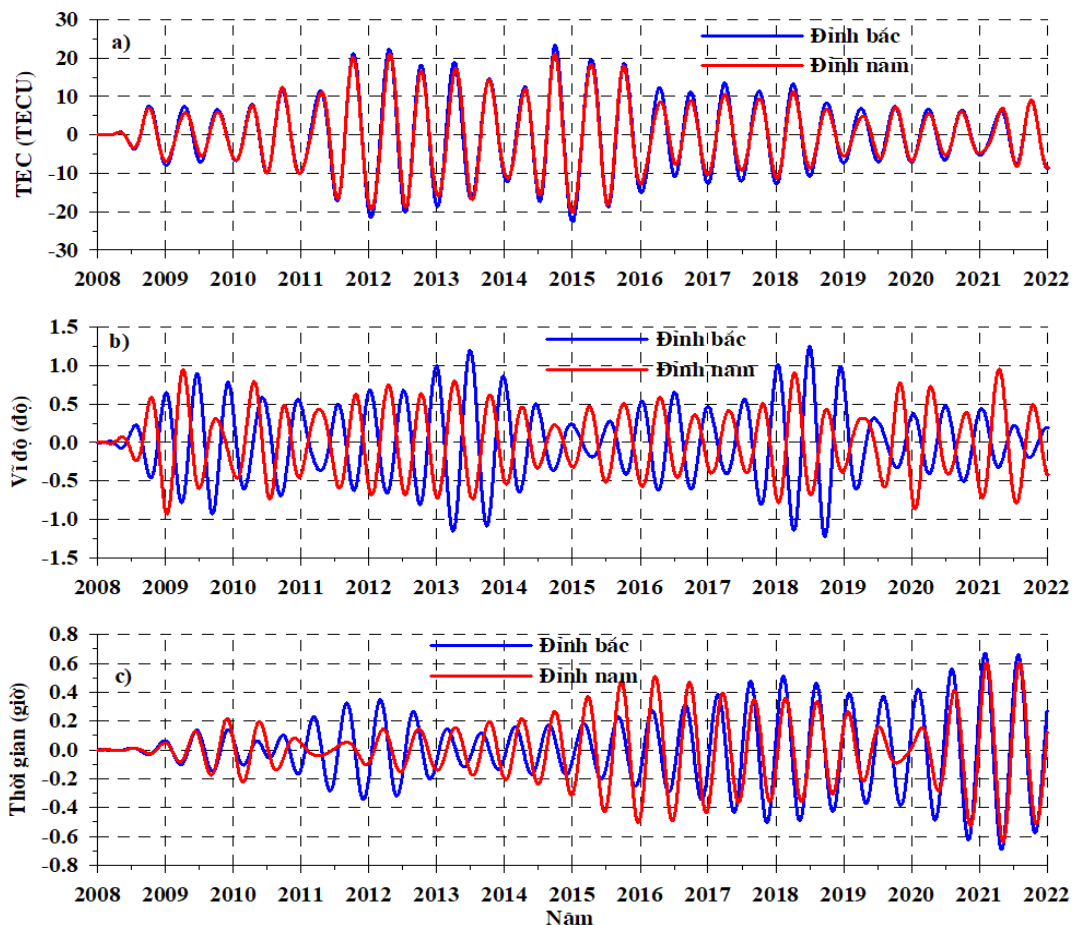 a)
Đỉnh bắc
Đỉnh nam
TEC (TECU)
30
20
10
0
-10
-20
-30
2008 2009 2010 2011 2012 2013 2014 2015 2016 2017 2018 2019 2020 2021 2022
b)
Đỉnh bắc
Đỉnh nam
Vĩ độ (độ)
1.5
1.0
0.5
0.0
-0.5
-1.0
-1.5
2008 2009 2010 2011 2012 2013 2014 2015 2016 2017 2018 2019 2020 2021 2022
c)
Đỉnh bắc
Đỉnh nam
Thời gian (giờ)
0.8
0.6
0.4
0.2
0.0
-0.2
-0.4
-0.6
-0.8
2008 2009 2010 2011 2012 2013 2014 2015 2016 2017 2018 2019 2020 2021 2022
Năm